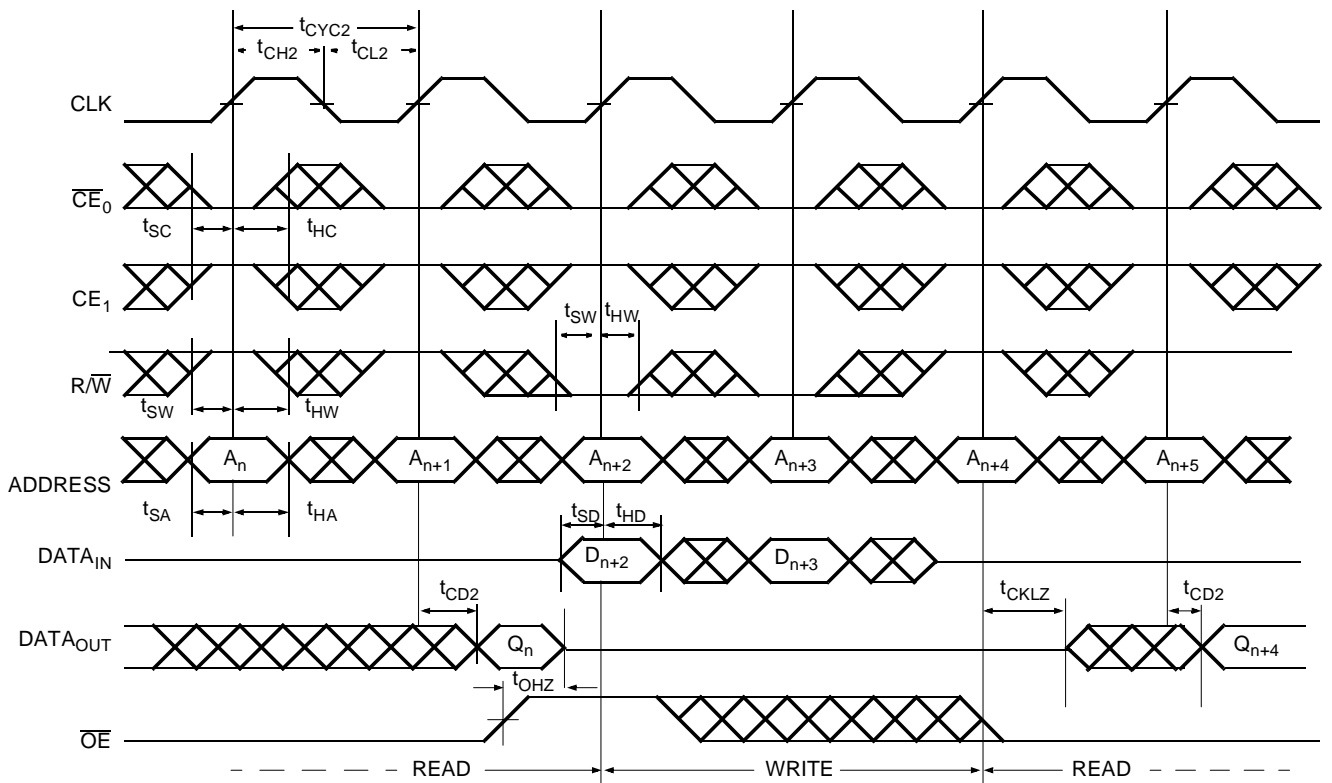 tCYC2
tCH2 tCL2
CLK
CE0
tSC tHC
CE1
tSW tHW
R/W
tSW tHW
An An+1 An+2 An+3 An+4 An+5
ADDRESS
tSA tHA tSD tHD
DATAIN Dn+2 Dn+3
tCD2 tCKLZ tCD2
DATAOUT Qn Qn+4
tOHZ
OE
READ WRITE READ